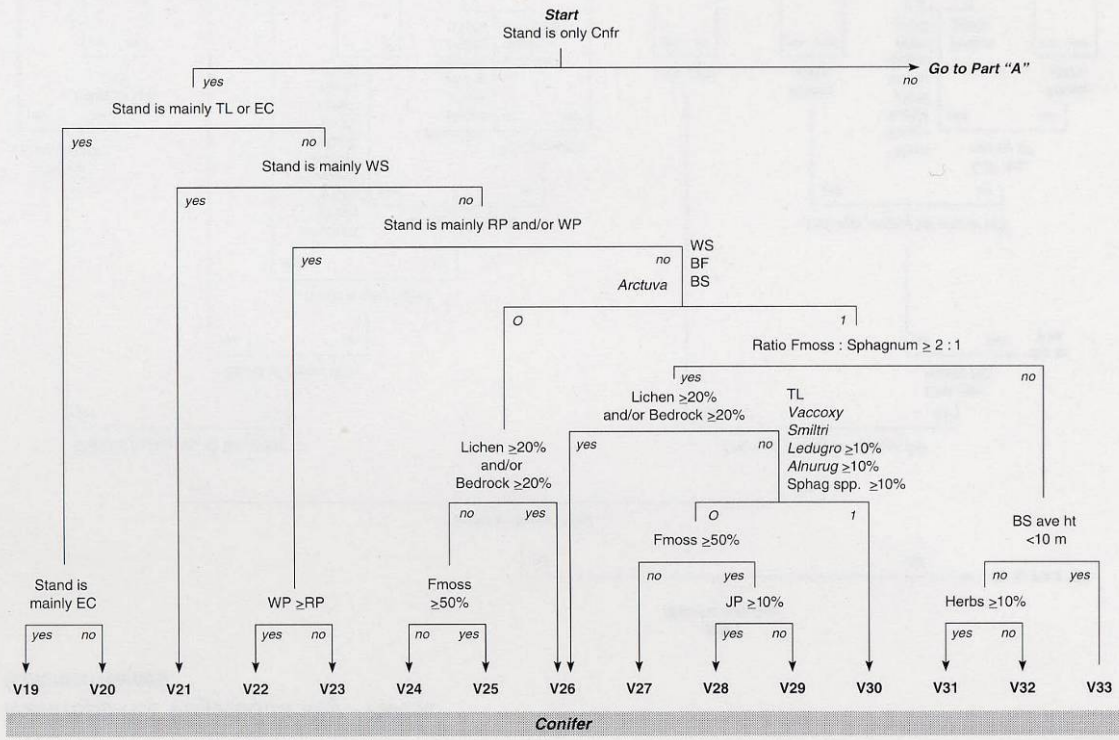 Start
Stand is only Cnfr
Go to Part “A”
yes
no
Stand is mainly TL or EC
yes
no
Stand is mainly WS
yes
no
Stand is mainly RP and/or WP
yes
no
WS
BF
Arctuva
BS
O
1
Ratio Fmoss : Sphagnum ≥ 2 : 1
yes
no
Lichen ≥20%
and/or Bedrock ≥20%
TL
Vaccoxy
Smiltri
Ledugro ≥10%
Alnurug ≥10%
Sphag spp. ≥10%
yes
no
Lichen ≥20%
and/or
Bedrock ≥20%
no
yes
O
1
BS ave ht
<10 m
Fmoss ≥50%
no
yes
no
yes
Stand is
mainly EC
WP ≥RP
Fmoss
≥50%
JP ≥10%
Herbs ≥10%
yes
no
yes
no
no
yes
yes
no
yes
no
V19 V20 V21 V22 V23 V24 V25 V26 V27 V28 V29 V30 V31 V32 V33
Conifer